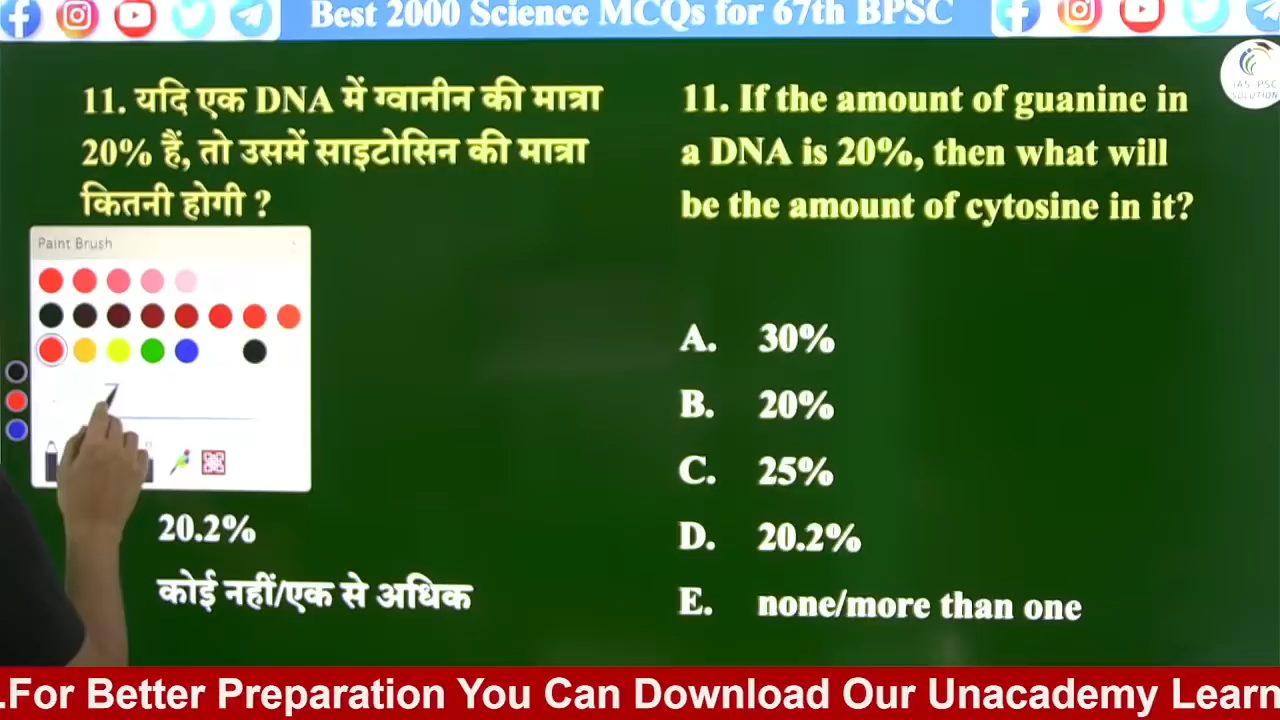 Best 2000 Science MCQs for 67th BPSC
IAS PSC
SOLUTION
11. यदि एक DNA में ग्वानीन की मात्रा
20% हैं, तो उसमें साइटोसिन की मात्रा
कितनी होगी ?
Paint Brush
20.2%
कोई नहीं/एक से अधिक
11. If the amount of guanine in
a DNA is 20%, then what will
be the amount of cytosine in it?
A. 30%
B. 20%
C. 25%
D. 20.2%
E. none/more than one
.For Better Preparation You Can Download Our Unacademy Learn